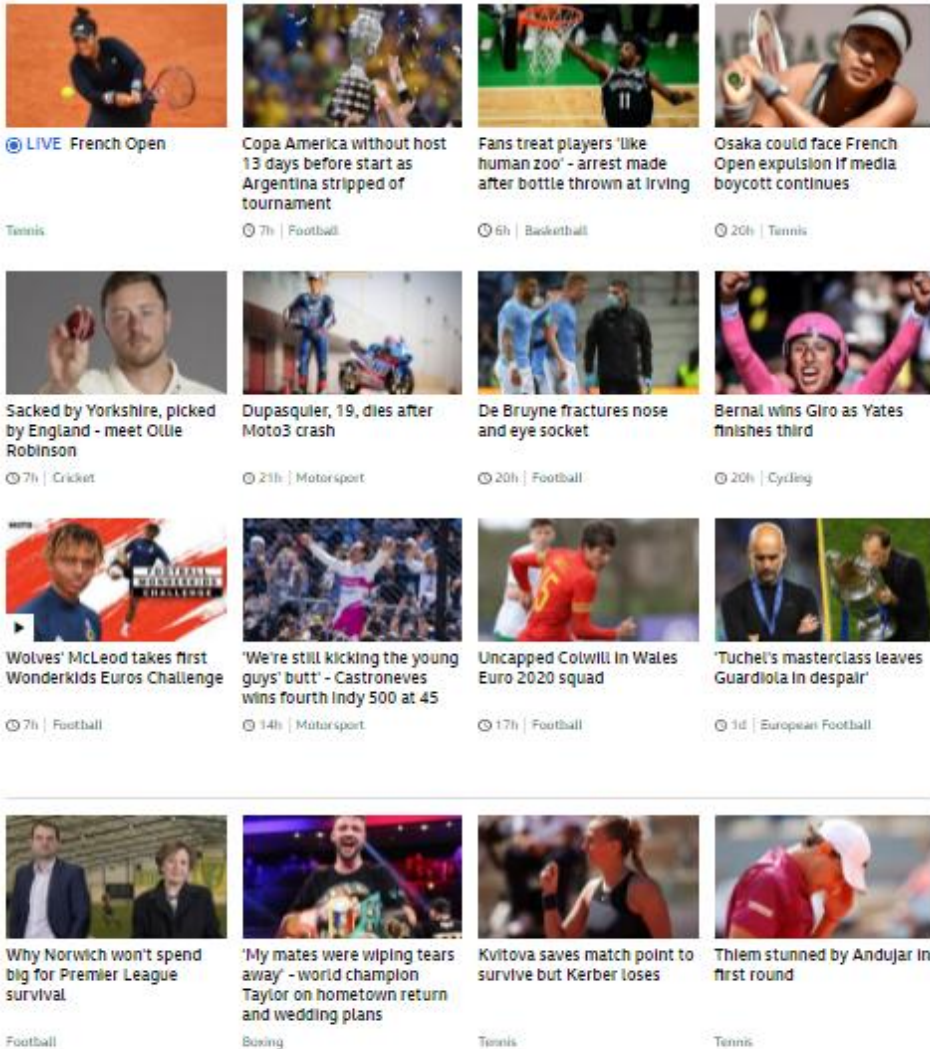 LIVE French Open
Tennis
Copa America without host
13 days before start as
Argentina stripped of
tournament
7h | Football
Fans treat players 'like
human zoo' - arrest made
after bottle thrown at Irving
6h | Basketball
Osaka could face French
Open expulsion if media
boycott continues
20h | Tennis
Sacked by Yorkshire, picked
by England - meet Ollie
Robinson
7h | Cricket
Dupasquier, 19, dies after
Moto3 crash
21h | Motorsport
De Bruyne fractures nose
and eye socket
20h | Football
Bernal wins Giro as Yates
finishes third
20h | Cycling
FOOTBALL
WONDERKIDS
CHALLENGE
Wolves' McLeod takes first
Wonderkids Euros Challenge
7h | Football
'We're still kicking the young
guys' butt' - Castroneves
wins fourth Indy 500 at 45
14h | Motorsport
Uncapped Colwill in Wales
Euro 2020 squad
17h | Football
'Tuchel's masterclass leaves
Guardiola in despair'
1d | European Football
Why Norwich won't spend
big for Premier League
survival
Football
'My mates were wiping tears
away' - world champion
Taylor on hometown return
and wedding plans
Boxing
Kvitova saves match point to
survive but Kerber loses
Tennis
Thiem stunned by Andujar in
first round
Tennis
11